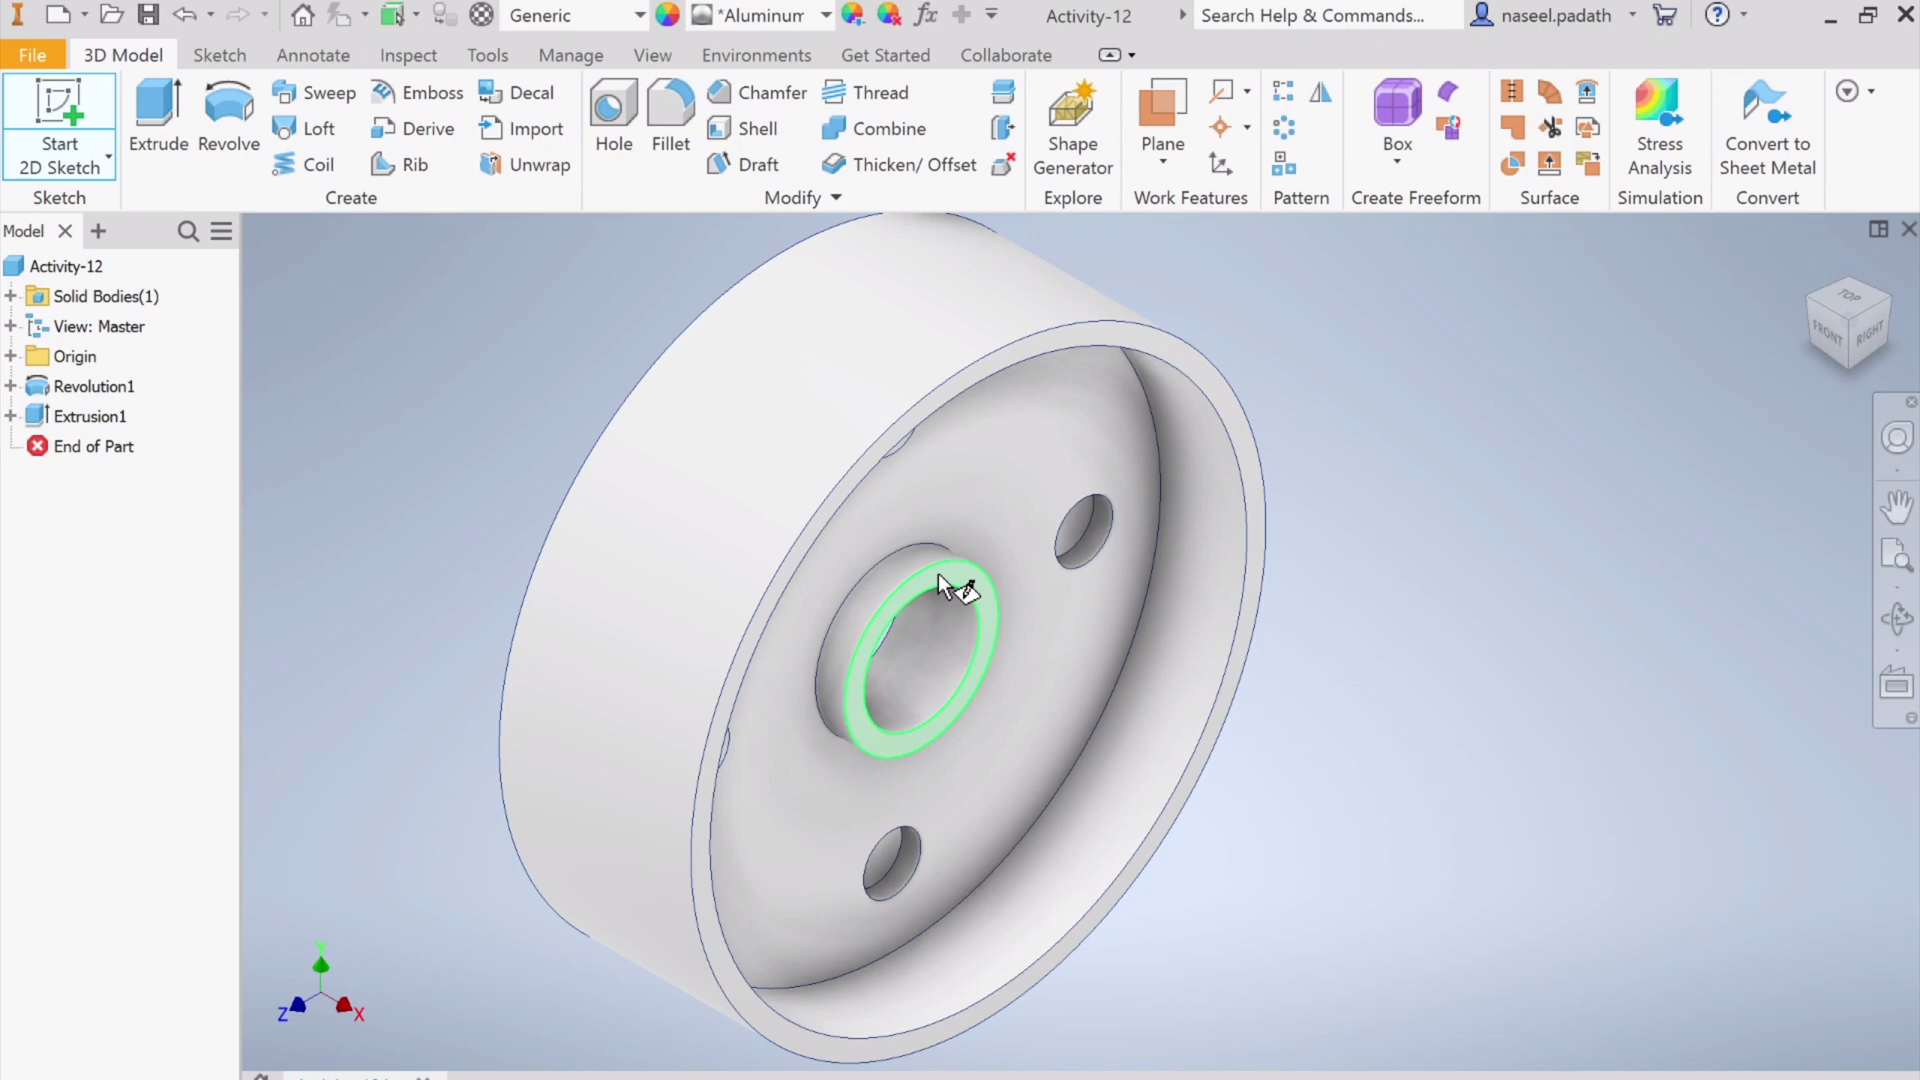 Generic
*Aluminum
fx
Activity-12
Search Help & Commands...
naseel.padath
File
3D Model
Sketch
Annotate
Inspect
Tools
Manage
View
Environments
Get Started
Collaborate
Start
2D Sketch
Extrude
Revolve
Sweep
Loft
Coil
Emboss
Derive
Rib
Decal
Import
Unwrap
Hole
Fillet
Chamfer
Shell
Draft
Thread
Combine
Thicken/ Offset
Shape
Generator
Plane
Box
Stress
Analysis
Convert to
Sheet Metal
Sketch
Create
Modify
Explore
Work Features
Pattern
Create Freeform
Surface
Simulation
Convert
Model
Activity-12
Solid Bodies(1)
View: Master
Origin
Revolution1
Extrusion1
End of Part
TOP
FRONT
RIGHT
Y
Z
X